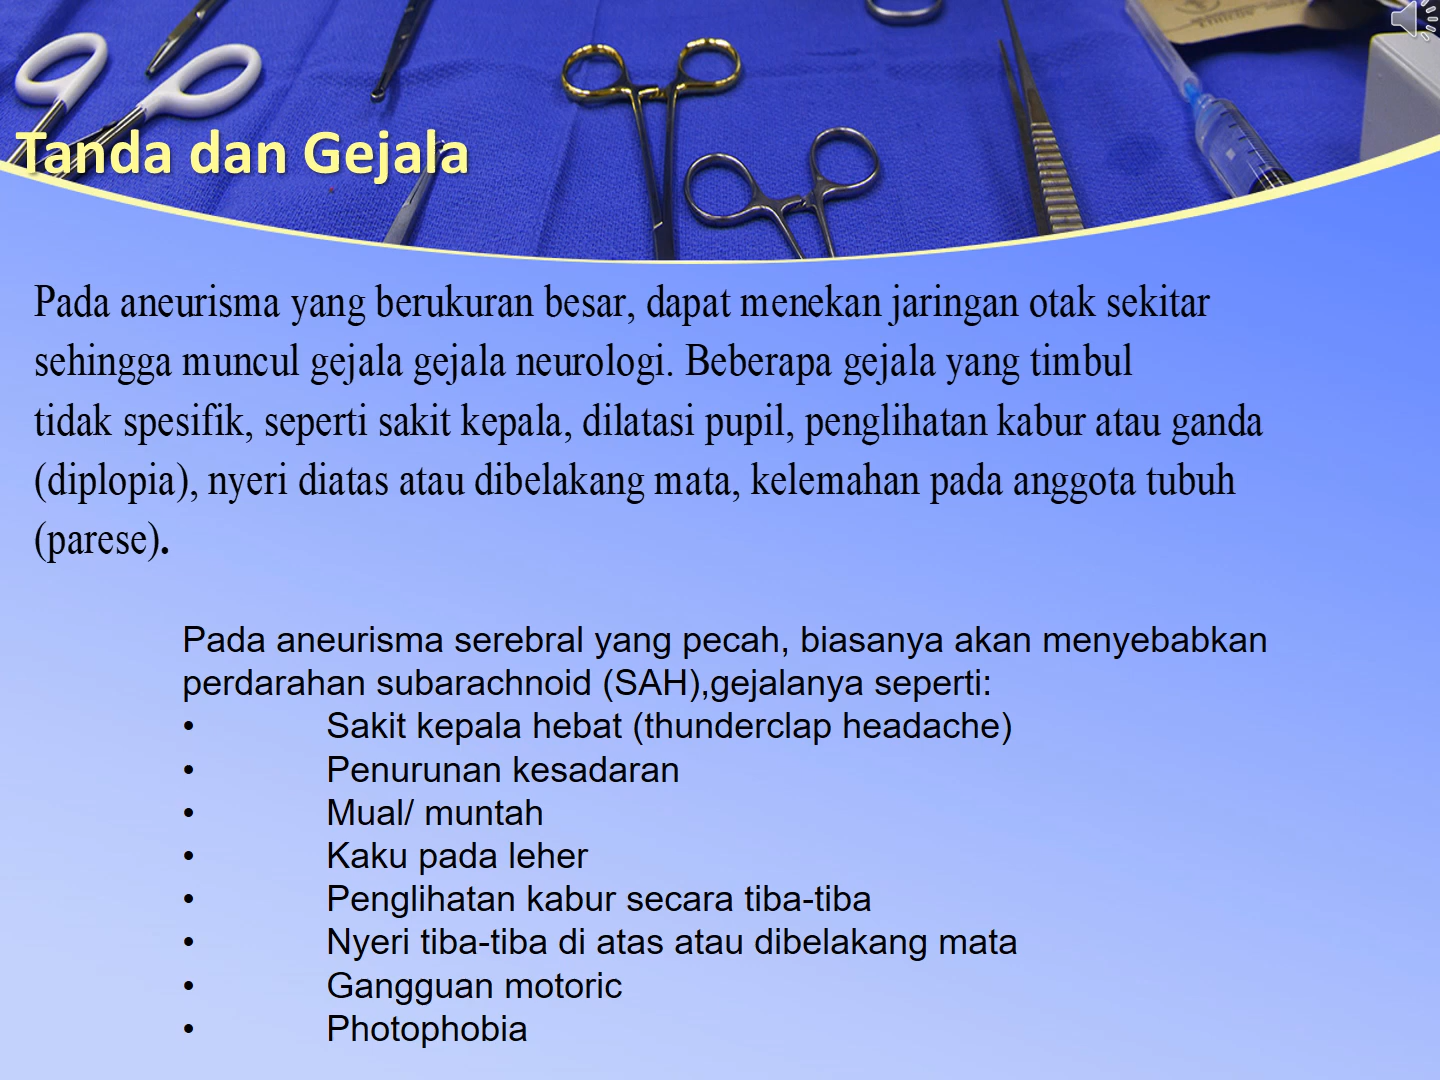 Tanda dan Gejala
Pada aneurisma yang berukuran besar, dapat menekan jaringan otak sekitar
sehingga muncul gejala gejala neurologi. Beberapa gejala yang timbul
tidak spesifik, seperti sakit kepala, dilatasi pupil, penglihatan kabur atau ganda
(diplopia), nyeri diatas atau dibelakang mata, kelemahan pada anggota tubuh
(parese).
Pada aneurisma serebral yang pecah, biasanya akan menyebabkan
perdarahan subarachnoid (SAH),gejalanya seperti:
• Sakit kepala hebat (thunderclap headache)
• Penurunan kesadaran
• Mual/ muntah
• Kaku pada leher
• Penglihatan kabur secara tiba-tiba
• Nyeri tiba-tiba di atas atau dibelakang mata
• Gangguan motoric
• Photophobia